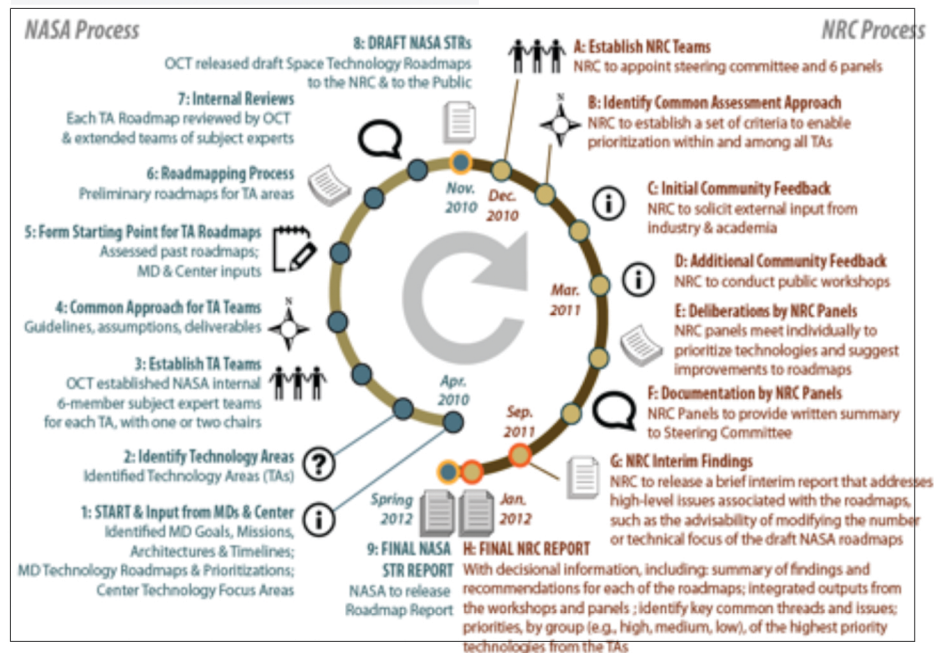 NASA Process
NRC Process
8: DRAFT NASA STRs
OCT released draft Space Technology Roadmaps
to the NRC & to the Public
7: Internal Reviews
Each TA Roadmap reviewed by OCT
& extended teams of subject experts
6: Roadmapping Process
Preliminary roadmaps for TA areas
5: Form Starting Point for TA Roadmaps
Assessed past roadmaps;
MD & Center inputs
4: Common Approach for TA Teams
Guidelines, assumptions, deliverables
N
3: Establish TA Teams
OCT established NASA internal
6-member subject expert teams
for each TA, with one or two chairs
2: Identify Technology Areas
Identified Technology Areas (TAs)
?
1: START & Input from MDs & Center
Identified MD Goals, Missions,
Architectures & Timelines;
MD Technology Roadmaps & Prioritizations;
Center Technology Focus Areas
i
Nov.
2010
Dec.
2010
Mar.
2011
Apr.
2010
Sep.
2011
Spring
2012
Jan.
2012
A: Establish NRC Teams
NRC to appoint steering committee and 6 panels
B: Identify Common Assessment Approach
NRC to establish a set of criteria to enable
prioritization within and among all TAs
N
C: Initial Community Feedback
NRC to solicit external input from
industry & academia
i
D: Additional Community Feedback
NRC to conduct public workshops
i
E: Deliberations by NRC Panels
NRC panels meet individually to
prioritize technologies and suggest
improvements to roadmaps
F: Documentation by NRC Panels
NRC Panels to provide written summary
to Steering Committee
G: NRC Interim Findings
NRC to release a brief interim report that addresses
high-level issues associated with the roadmaps,
such as the advisability of modifying the number
or technical focus of the draft NASA roadmaps
9: FINAL NASA
STR REPORT
NASA to release
Roadmap Report
H: FINAL NRC REPORT
With decisional information, including: summary of findings and
recommendations for each of the roadmaps; integrated outputs from
the workshops and panels ; identify key common threads and issues;
priorities, by group (e.g., high, medium, low), of the highest priority
technologies from the TAs